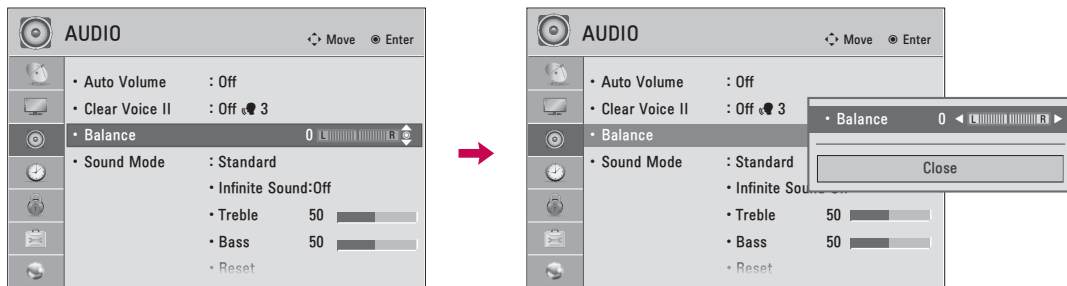 AUDIO
Move Enter
• Auto Volume : Off
• Clear Voice II : Off 3
• Balance 0 L R
• Sound Mode : Standard
• Infinite Sound:Off
• Treble 50
• Bass 50
• Reset
AUDIO
Move Enter
• Auto Volume : Off
• Clear Voice II : Off 3
• Balance
• Sound Mode : Standard
• Infinite Sou
• Treble 50
• Bass 50
• Reset
• Balance 0 L R
Close